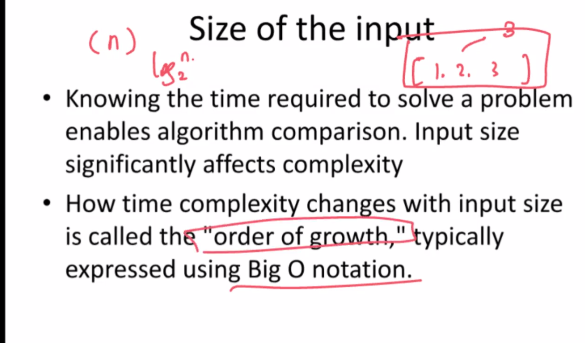 Size of the input
(n)
log₂ n.
3
[ 1. 2. 3 ]
• Knowing the time required to solve a problem
enables algorithm comparison. Input size
significantly affects complexity
• How time complexity changes with input size
is called the "order of growth," typically
expressed using Big O notation.